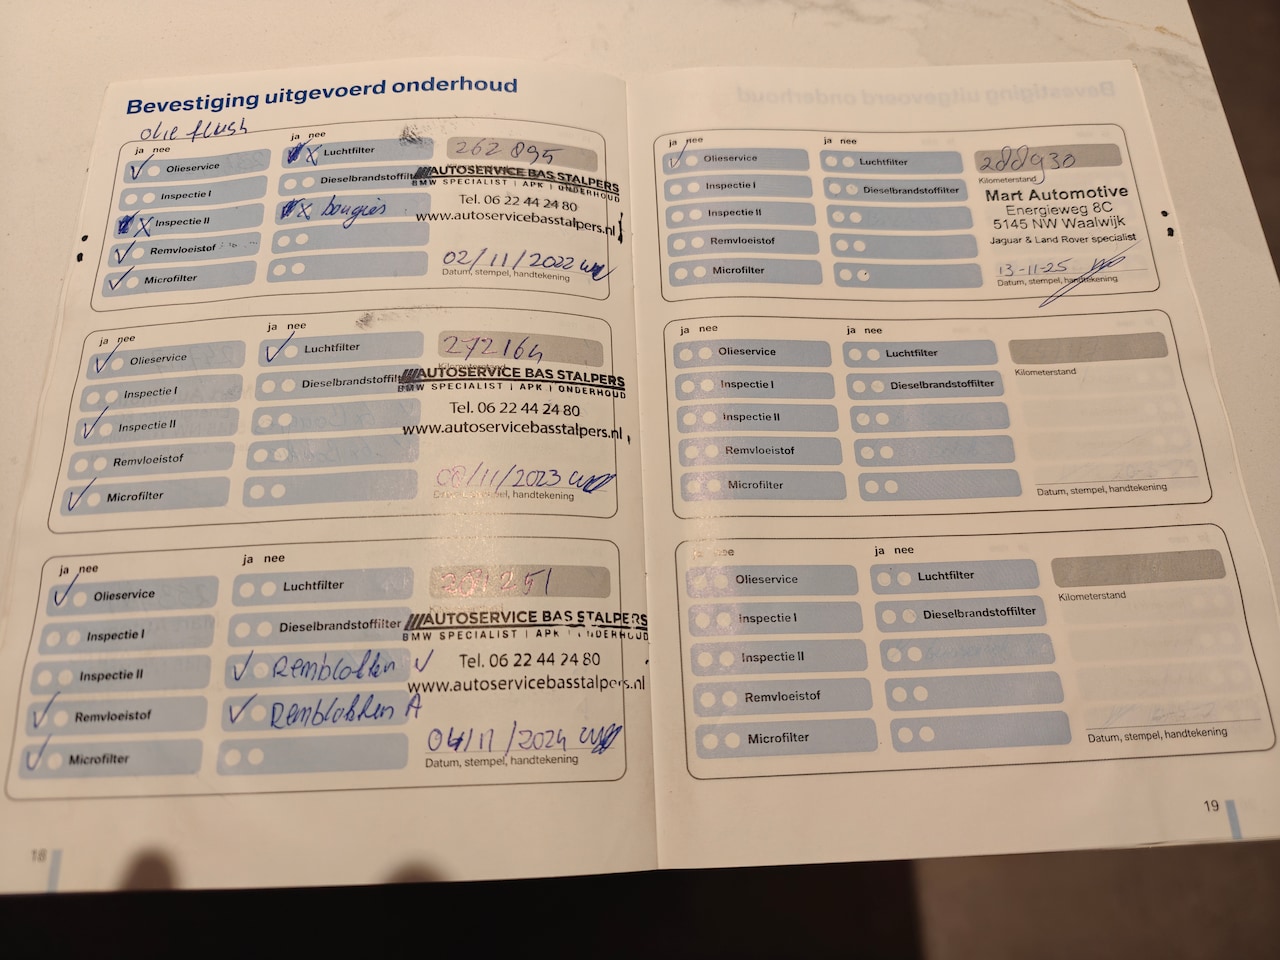 Bevestiging uitgevoerd onderhoud
olie flush
ja nee
ja nee
Olieservice
Inspectie I
Inspectie II
Remvloeistof
Microfilter
X Luchtfilter
Dieselbrandstoffilter
X bougies
262895
AUTOSERVICE BAS STALPERS
BMW SPECIALIST | APK | ONDERHOUD
Tel. 06 22 44 24 80
www.autoservicebasstalpers.nl
02/11/2022
Datum, stempel, handtekening
ja nee
ja nee
Olieservice
Inspectie I
Inspectie II
Remvloeistof
Microfilter
Luchtfilter
Dieselbrandstoffilter
272164
AUTOSERVICE BAS STALPERS
BMW SPECIALIST | APK | ONDERHOUD
Tel. 06 22 44 24 80
www.autoservicebasstalpers.nl
08/11/2023
Datum, stempel, handtekening
ja nee
ja nee
Olieservice
Inspectie I
Inspectie II
Remvloeistof
Microfilter
Luchtfilter
Dieselbrandstoffilter
Remblokken V
Remblokken A
281251
AUTOSERVICE BAS STALPERS
BMW SPECIALIST | APK | ONDERHOUD
Tel. 06 22 44 24 80
www.autoservicebasstalpers.nl
04/11/2024
Datum, stempel, handtekening
18
ja nee
ja nee
Olieservice
Inspectie I
Inspectie II
Remvloeistof
Microfilter
Luchtfilter
Dieselbrandstoffilter
288930
Kilometerstand
Mart Automotive
Energieweg 8C
5145 NW Waalwijk
Jaguar & Land Rover specialist
13-11-25
Datum, stempel, handtekening
ja nee
ja nee
Olieservice
Inspectie I
Inspectie II
Remvloeistof
Microfilter
Luchtfilter
Dieselbrandstoffilter
Kilometerstand
Datum, stempel, handtekening
ja nee
ja nee
Olieservice
Inspectie I
Inspectie II
Remvloeistof
Microfilter
Luchtfilter
Dieselbrandstoffilter
Kilometerstand
Datum, stempel, handtekening
19